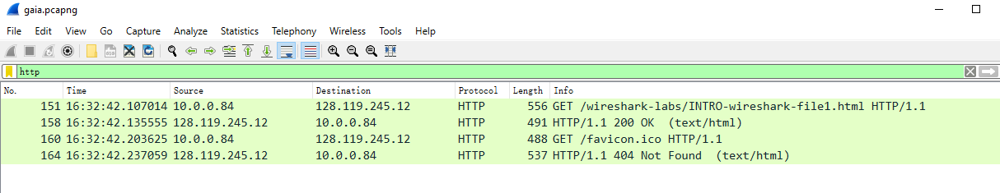 gaia.pcapng
File Edit View Go Capture Analyze Statistics Telephony Wireless Tools Help
http
No. Time Source Destination Protocol Length Info
151 16:32:42.107014 10.0.0.84 128.119.245.12 HTTP 556 GET /wireshark-labs/INTRO-wireshark-file1.html HTTP/1.1
158 16:32:42.135555 128.119.245.12 10.0.0.84 HTTP 491 HTTP/1.1 200 OK (text/html)
160 16:32:42.203625 10.0.0.84 128.119.245.12 HTTP 488 GET /favicon.ico HTTP/1.1
164 16:32:42.237059 128.119.245.12 10.0.0.84 HTTP 537 HTTP/1.1 404 Not Found (text/html)